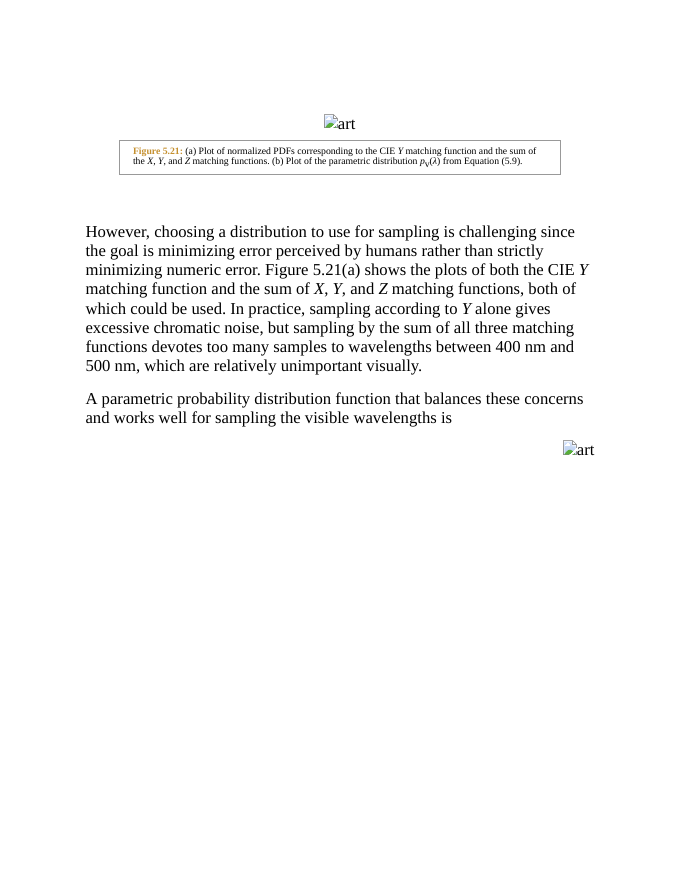 art
Figure 5.21: (a) Plot of normalized PDFs corresponding to the CIE Y matching function and the sum of
the X, Y, and Z matching functions. (b) Plot of the parametric distribution pv(λ) from Equation (5.9).
However, choosing a distribution to use for sampling is challenging since
the goal is minimizing error perceived by humans rather than strictly
minimizing numeric error. Figure 5.21(a) shows the plots of both the CIE Y
matching function and the sum of X, Y, and Z matching functions, both of
which could be used. In practice, sampling according to Y alone gives
excessive chromatic noise, but sampling by the sum of all three matching
functions devotes too many samples to wavelengths between 400 nm and
500 nm, which are relatively unimportant visually.
A parametric probability distribution function that balances these concerns
and works well for sampling the visible wavelengths is
art